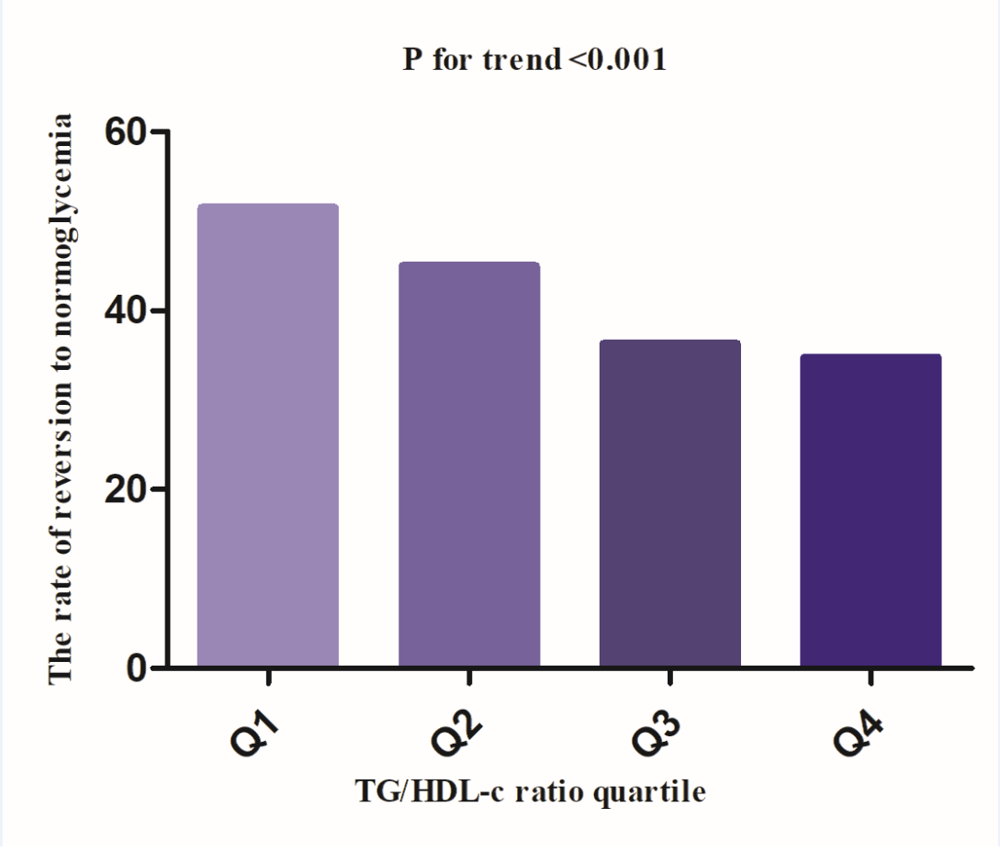 P for trend <0.001
The rate of reversion to normoglycemia
60
40
20
0
Q1
Q2
Q3
Q4
TG/HDL-c ratio quartile